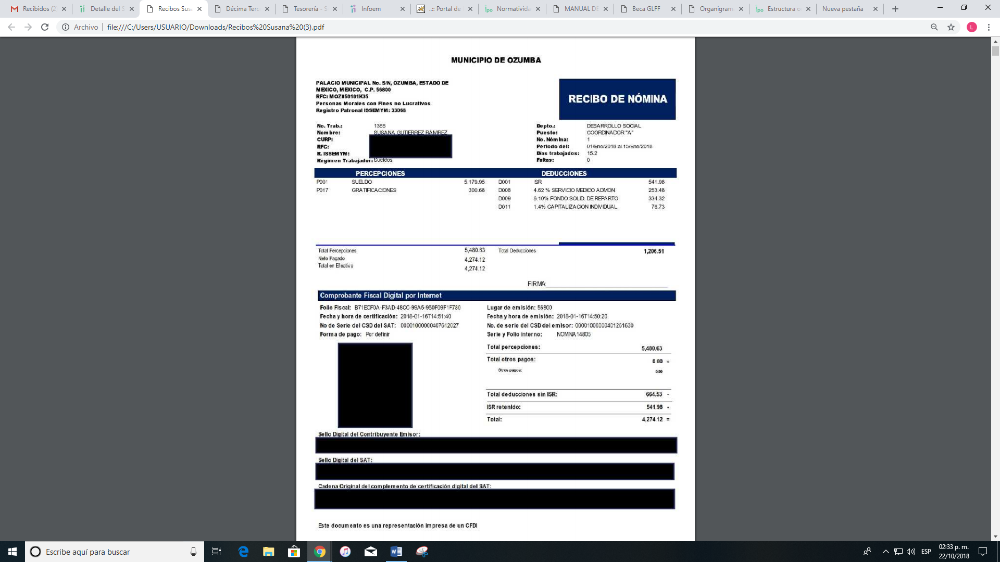 Recibidos (2
Detalle del S
Recibos Susa
Décima Terc
Tesorería - S
Infoem
..:: Portal de
Normativida
MANUAL DE
Beca GLFF
Organigram
Estructura o
Nueva pestaña
Archivo file:///C:/Users/USUARIO/Downloads/Recibos%20Susana%20(3).pdf
L
MUNICIPIO DE OZUMBA
PALACIO MUNICIPAL No. S/N, OZUMBA, ESTADO DE
MEXICO, MEXICO, C.P. 56800
RFC: MOZ850101K35
Personas Morales con Fines no Lucrativos
Registro Patronal ISSEMYM: 33068
RECIBO DE NÓMINA
No. Trab.: 1355
Nombre: SUSANA GUTIERREZ RAMIREZ
CURP:
RFC:
R. ISSEMYM:
Régimen Trabajador: Sueldos
Depto.: DESARROLLO SOCIAL
Puesto: COORDINADOR "A"
No. Nómina: 1
Periodo del: 01/Ene/2018 al 15/Ene/2018
Días trabajados: 15.2
Faltas: 0
PERCEPCIONES DEDUCCIONES
P001 SUELDO 5,179.95 D001 ISR 541.98
P017 GRATIFICACIONES 300.68 D008 4.62 % SERVICIO MEDICO ADMON 253.48
D009 6.10% FONDO SOLID. DE REPARTO 334.32
D011 1.4% CAPITALIZACION INDIVIDUAL 76.73
Total Percepciones 5,480.63 Total Deducciones 1,206.51
Neto Pagado 4,274.12
Total en Efectivo 4,274.12
FIRMA:
Comprobante Fiscal Digital por Internet
Folio Fiscal: B71ECF0A-F3AD-48CC-99A5-950F09F1F780
Fecha y hora de certificación: 2018-01-16T14:51:40
No de Serie del CSD del SAT: 00001000000407612027
Forma de pago: Por definir
Lugar de emisión: 56800
Fecha y hora de emisión: 2018-01-16T14:50:20
No. de serie del CSD del emisor: 00001000000401261630
Serie y Folio interno: NOMINA14805
Total percepciones: 5,480.63
Total otros pagos: 0.00 +
Otros pagos: 0.00
Total deducciones sin ISR: 664.53 -
ISR retenido: 541.98 -
Total: 4,274.12 =
Sello Digital del Contribuyente Emisor:
Sello Digital del SAT:
Cadena Original del complemento de certificación digital del SAT:
Este documento es una representación impresa de un CFDI
Escribe aquí para buscar
ESP
02:33 p. m.
22/10/2018